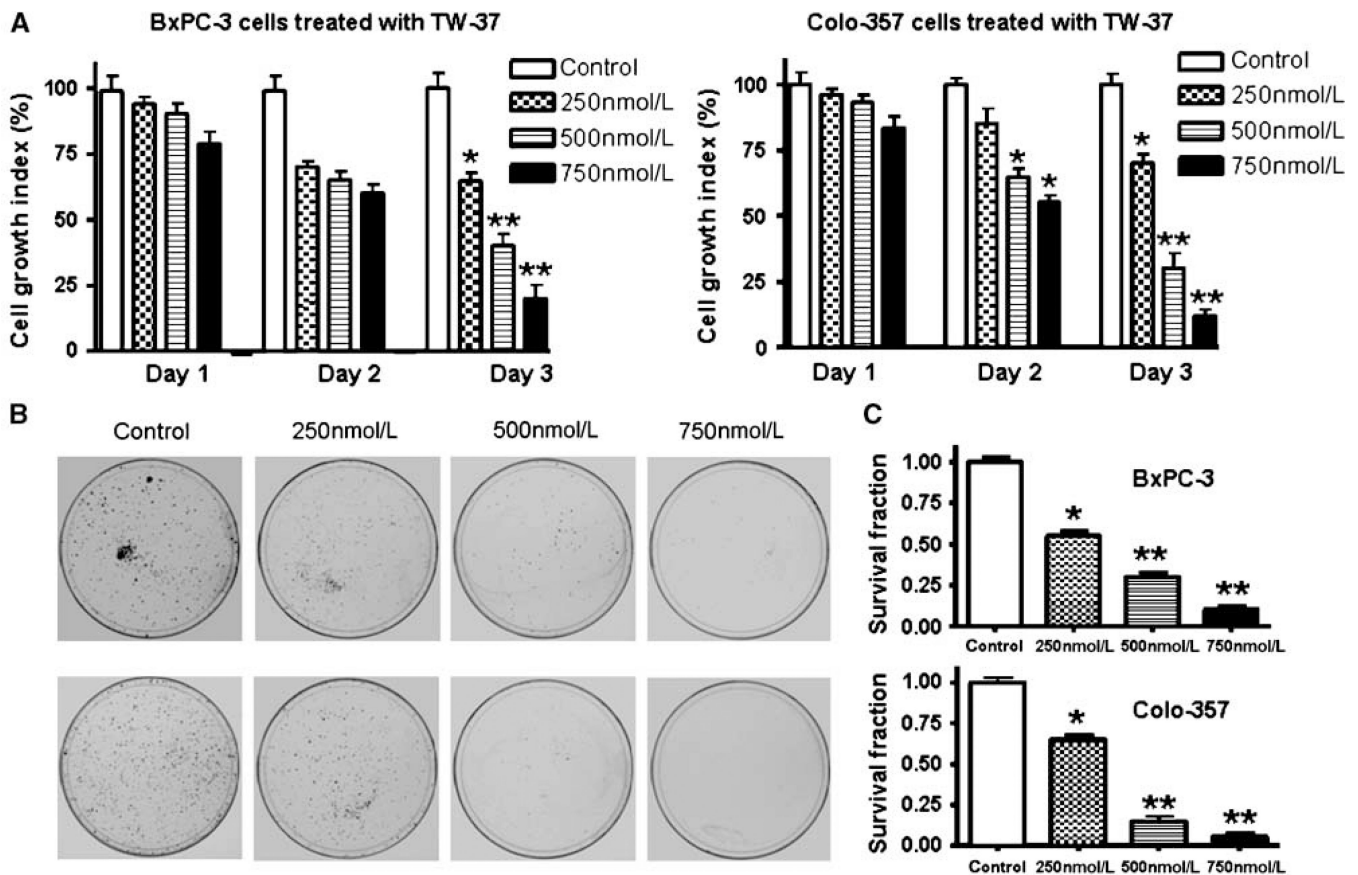 A
BxPC-3 cells treated with TW-37
Cell growth index (%)
100
75
50
25
0
Control
250nmol/L
500nmol/L
750nmol/L
*
**
**
Day 1
Day 2
Day 3
Colo-357 cells treated with TW-37
Cell growth index (%)
100
75
50
25
0
Control
250nmol/L
500nmol/L
750nmol/L
*
*
*
**
**
Day 1
Day 2
Day 3
B
Control
250nmol/L
500nmol/L
750nmol/L
C
Survival fraction
1.00
0.75
0.50
0.25
0.00
BxPC-3
*
**
**
Control
250nmol/L
500nmol/L
750nmol/L
Survival fraction
1.00
0.75
0.50
0.25
0.00
Colo-357
*
**
**
Control
250nmol/L
500nmol/L
750nmol/L